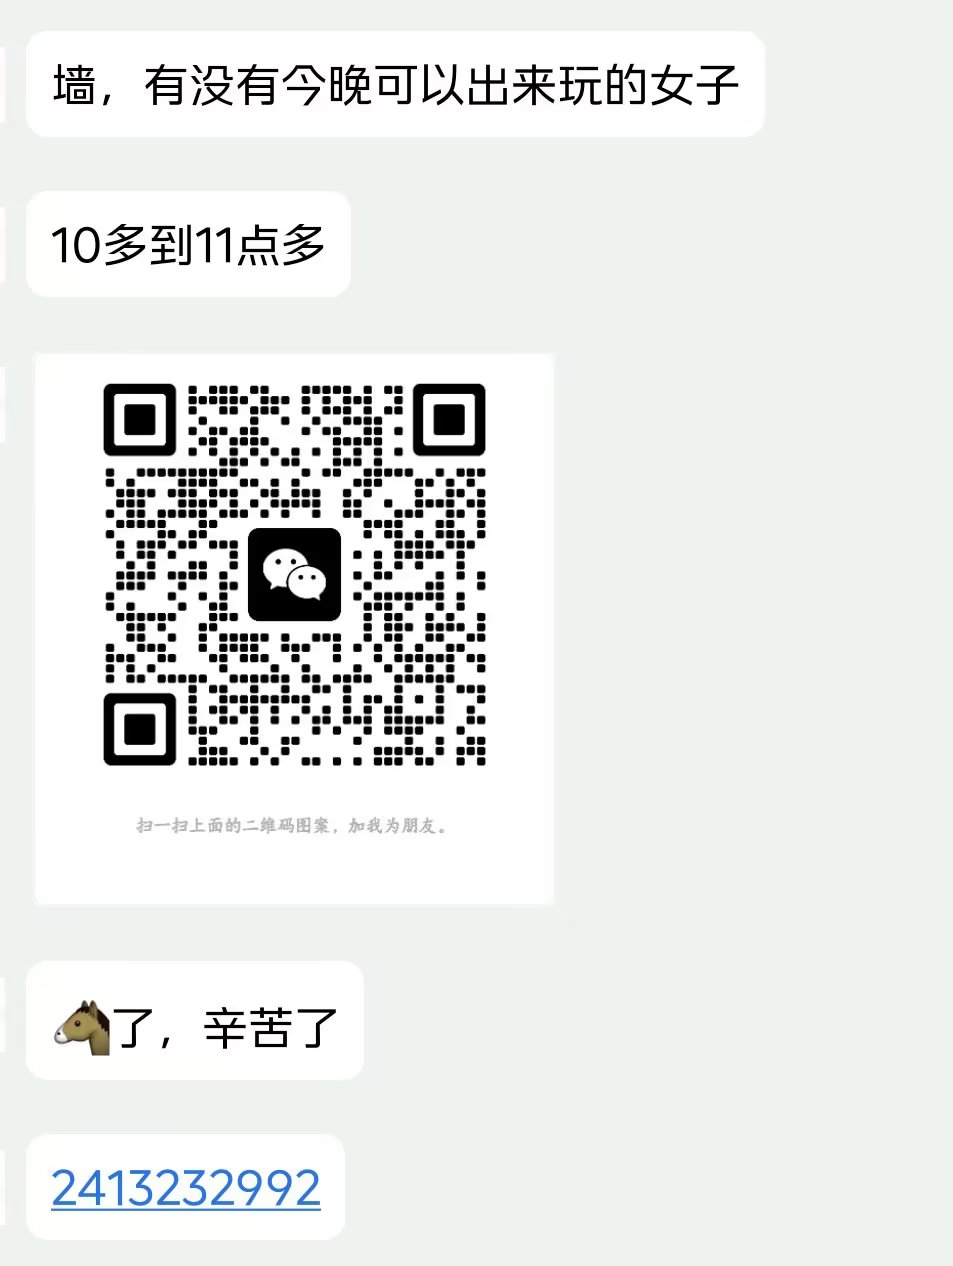 墙，有没有今晚可以出来玩的女子
10多到11点多
扫一扫上面的二维码图案，加我为朋友。
🐴了，辛苦了
2413232992